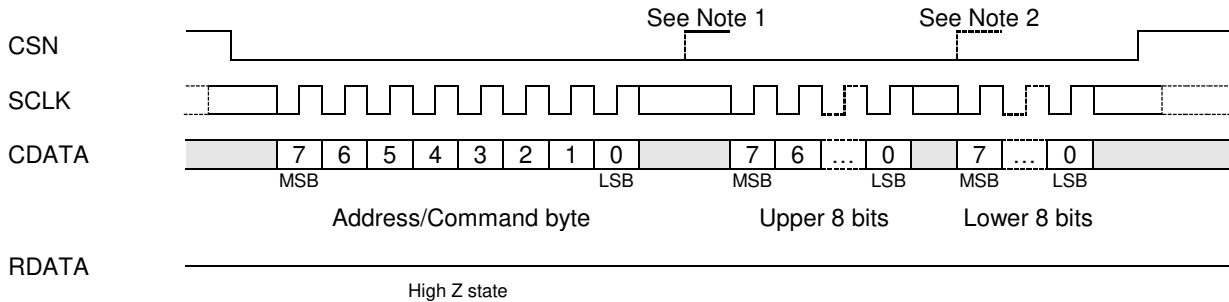 See Note 1 See Note 2
CSN
SCLK
CDATA 7 6 5 4 3 2 1 0 7 6 ... 0 7 ... 0
MSB LSB MSB LSB MSB LSB
Address/Command byte Upper 8 bits Lower 8 bits
RDATA
High Z state